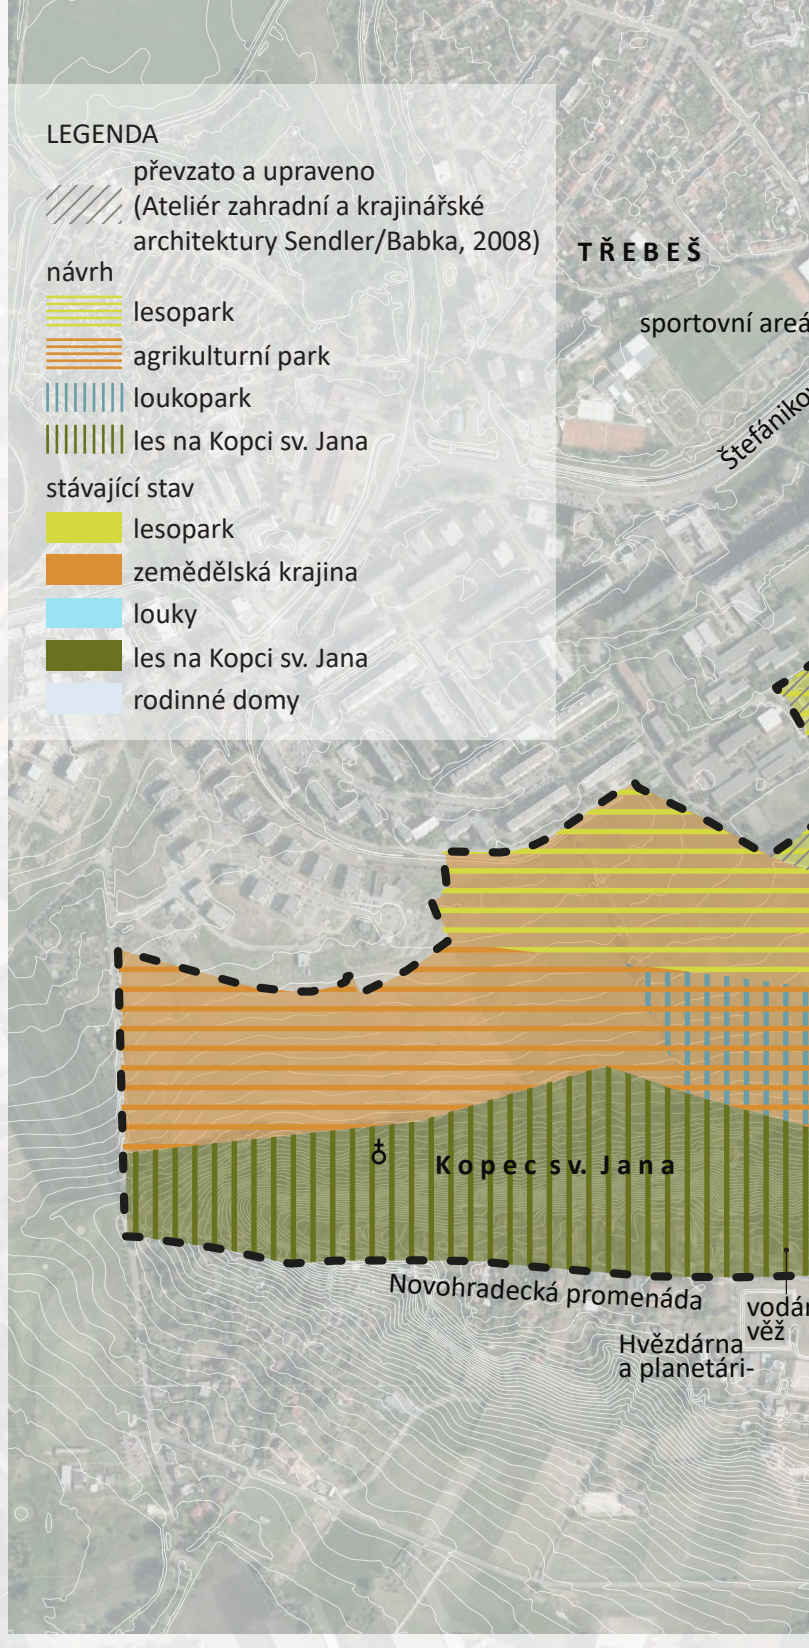 LEGENDA
převzato a upraveno
(Ateliér zahradní a krajinářské
architektury Sendler/Babka, 2008)
návrh
lesopark
agrikulturní park
loukopark
les na Kopci sv. Jana
stávající stav
lesopark
zemědělská krajina
louky
les na Kopci sv. Jana
rodinné domy
TŘEBEŠ
sportovní areá
Štefániko
Kopec sv. Jana
Novohradecká promenáda
vodár
věž
Hvězdárna
a planetári-